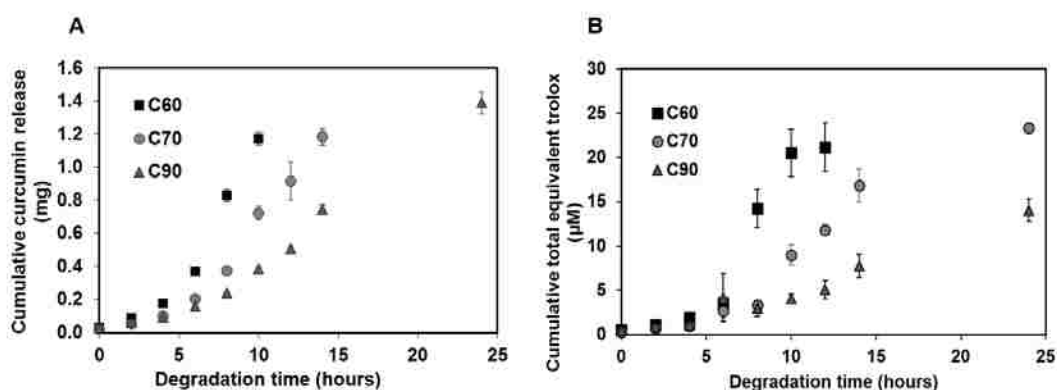 A
Cumulative curcumin release
(mg)
1.6
1.4
1.2
1.0
0.8
0.6
0.4
0.2
0.0
C60
C70
C90
0 5 10 15 20 25
Degradation time (hours)
B
Cumulative total equivalent trolox
(µM)
30
25
20
15
10
5
0
C60
C70
C90
0 5 10 15 20 25
Degradation time (hours)